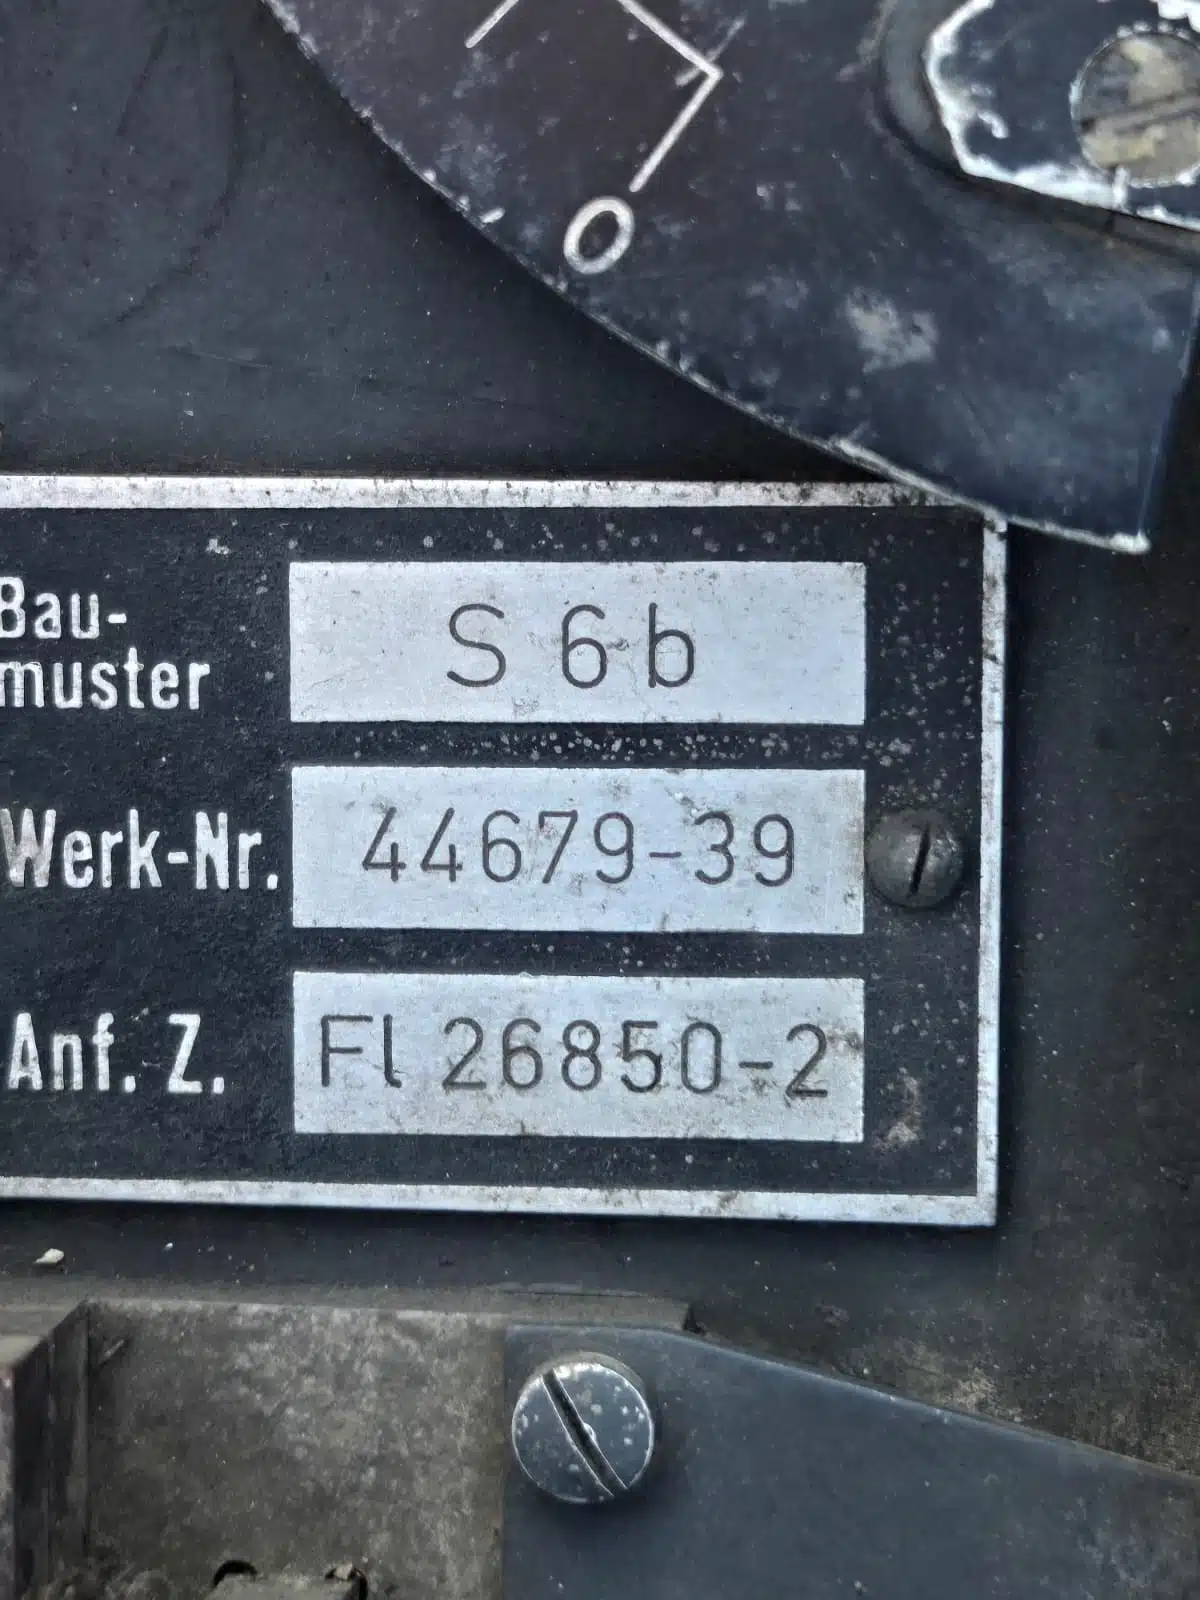 0
Bau-
muster
S 6 b
Werk-Nr. 44679-39
Anf. Z. Fl 26850-2